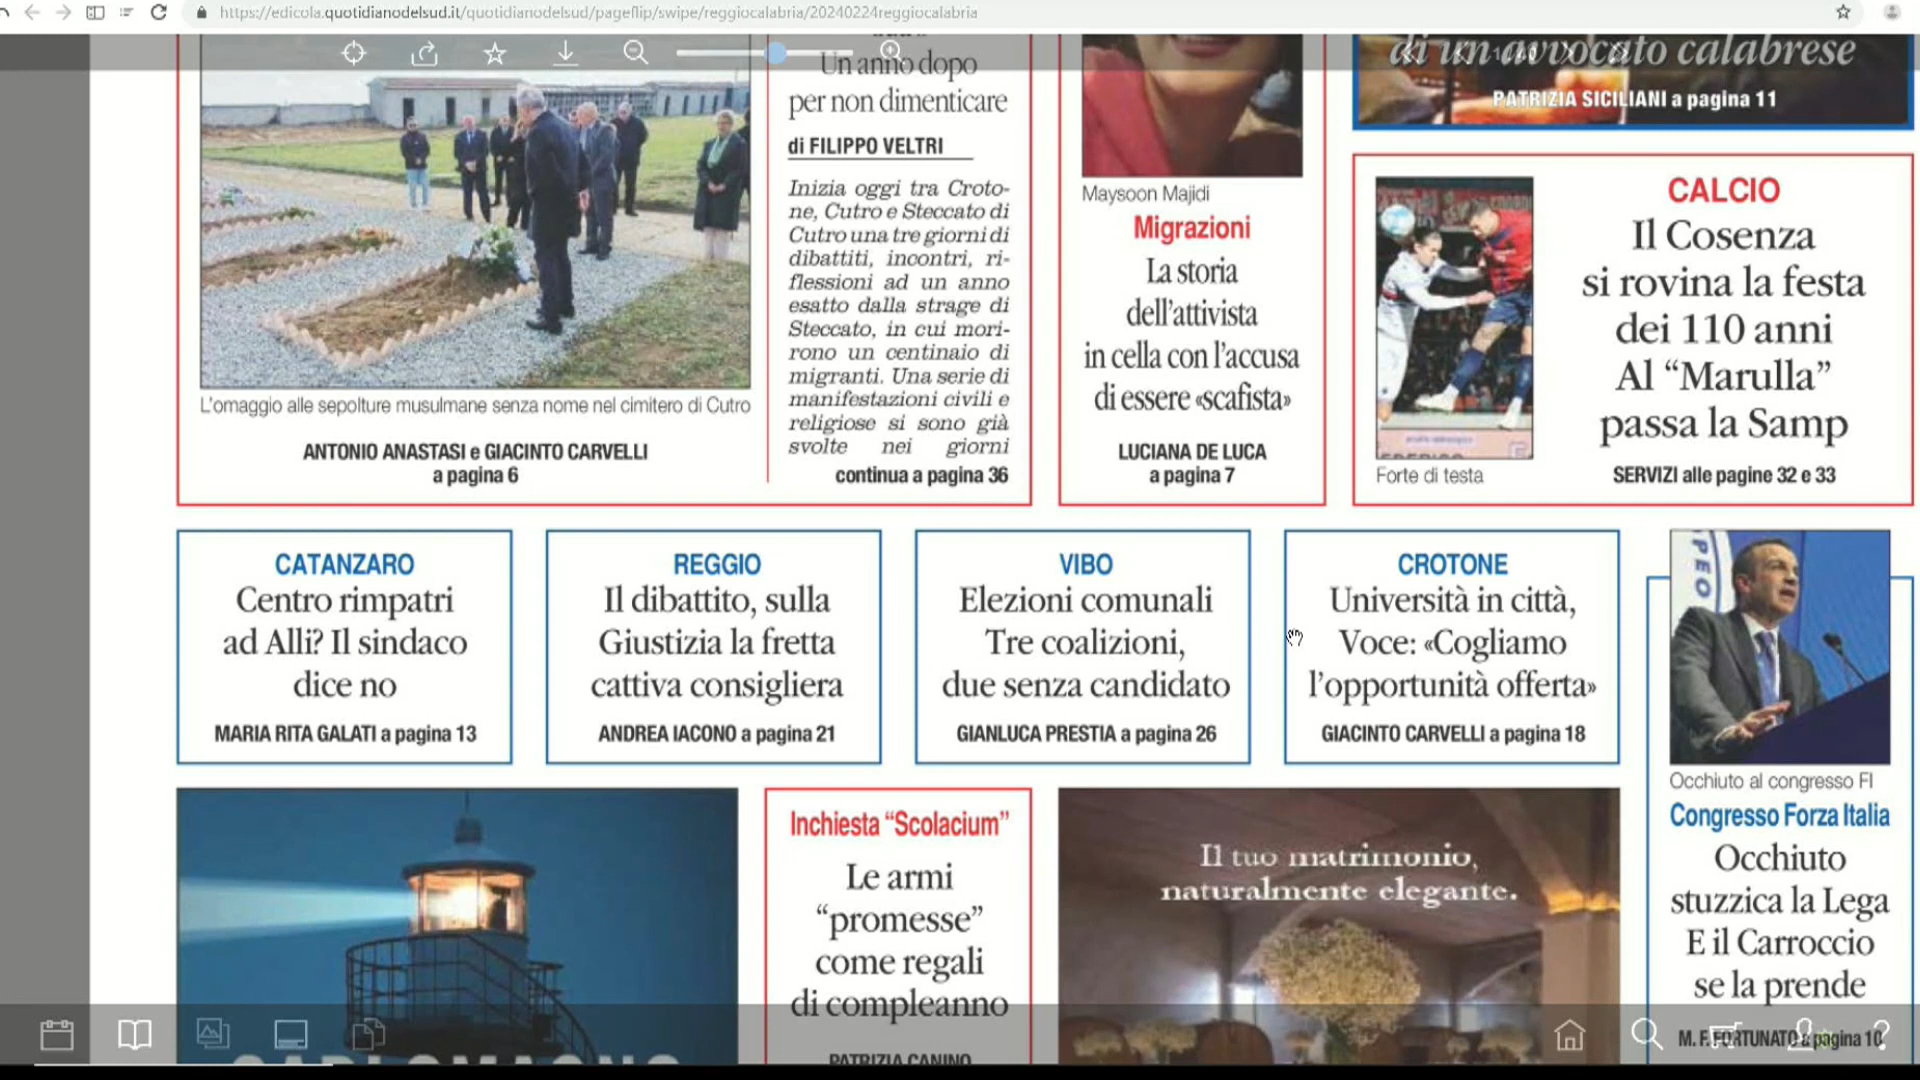 https://edicola.quotidianodelsud.it/quotidianodelsud/pageflip/swipe/reggiocalabria/20240224reggiocalabria
Un anno dopo
per non dimenticare
di FILIPPO VELTRI
Inizia oggi tra Croto-
ne, Cutro e Steccato di
Cutro una tre giorni di
dibattiti, incontri, ri-
flessioni ad un anno
esatto dalla strage di
Steccato, in cui mori-
rono un centinaio di
migranti. Una serie di
manifestazioni civili e
religiose si sono già
svolte nei giorni
continua a pagina 36
L'omaggio alle sepolture musulmane senza nome nel cimitero di Cutro
ANTONIO ANASTASI e GIACINTO CARVELLI
a pagina 6
Maysoon Majidi
Migrazioni
La storia
dell'attivista
in cella con l'accusa
di essere «scafista»
LUCIANA DE LUCA
a pagina 7
di un avvocato calabrese
PATRIZIA SICILIANI a pagina 11
CALCIO
Il Cosenza
si rovina la festa
dei 110 anni
Al “Marulla”
passa la Samp
Forte di testa
SERVIZI alle pagine 32 e 33
CATANZARO
Centro rimpatri
ad Alli? Il sindaco
dice no
MARIA RITA GALATI a pagina 13
REGGIO
Il dibattito, sulla
Giustizia la fretta
cattiva consigliera
ANDREA IACONO a pagina 21
VIBO
Elezioni comunali
Tre coalizioni,
due senza candidato
GIANLUCA PRESTIA a pagina 26
CROTONE
Università in città,
Voce: «Cogliamo
l'opportunità offerta»
GIACINTO CARVELLI a pagina 18
Occhiuto al congresso FI
Congresso Forza Italia
Occhiuto
stuzzica la Lega
E il Carroccio
se la prende
M. F. FORTUNATO a pagina 10
Inchiesta “Scolacium”
Le armi
“promesse”
come regali
di compleanno
PATRIZIA CANINO
Il tuo matrimonio,
naturalmente elegante.